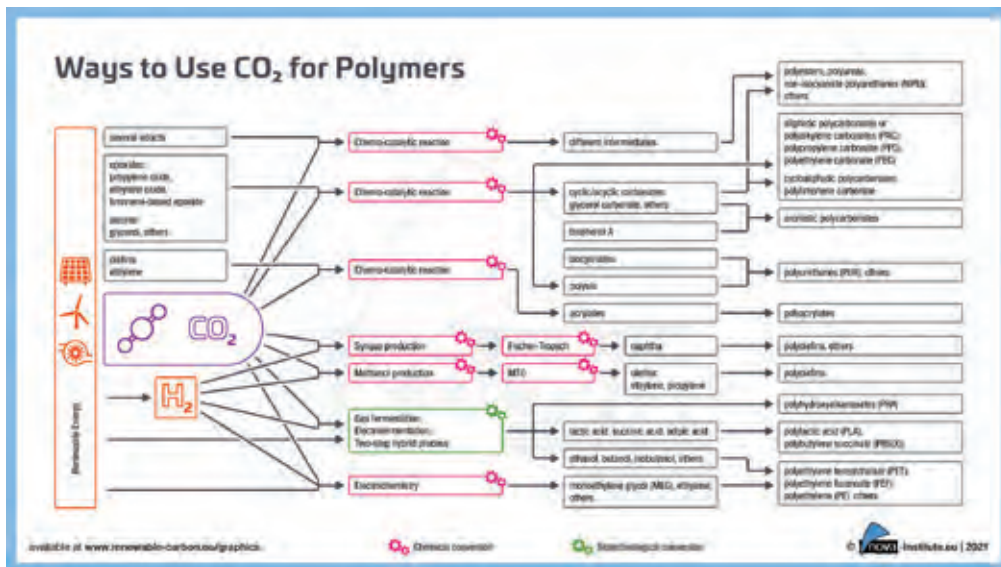 Ways to Use CO₂ for Polymers
several educts
epoxides:
propylene oxide,
ethylene oxide,
limonene-based epoxide
alcohols:
glycerol, others
olefins
ethylene
CO₂
H₂
Renewable Energy
Chemo-catalytic reaction
Chemo-catalytic reaction
Chemo-catalytic reaction
Syngas production
Methanol production
Gas fermentation
Two-step hybrid process
Electrochemistry
Fischer-Tropsch
MTO
different intermediates
cyclic/acyclic carbonates
glycerol carbonate, others
bisphenol A
isocyanates
polyols
acrylates
naphtha
olefins:
ethylene, propylene
lactic acid, succinic acid, adipic acid
ethanol, butanol, isobutanol, others
monoethylene glycol (MEG), ethylene,
others
polyesters, polyureas,
non-isocyanate polyurethanes (NIPU),
others
aliphatic polycarbonates or
polyalkylene carbonates (PAC)
polypropylene carbonate (PPC),
polyethylene carbonate (PEC)
cycloaliphatic polycarbonates
polylimonene carbonate
aromatic polycarbonates
polyurethanes (PUR), others
polyacrylates
polyolefins, others
polyolefins
polyhydroxyalkanoates (PHA)
polylactic acid (PLA),
polybutylene succinate (PBS(X))
polyethylene terephthalate (PET)
polyethylene furanoate (PEF)
polyethylene (PE), others
available at www.renewable-carbon.eu/graphics
Chemical conversion
Biotechnological conversion
© nova-Institute.eu | 2021